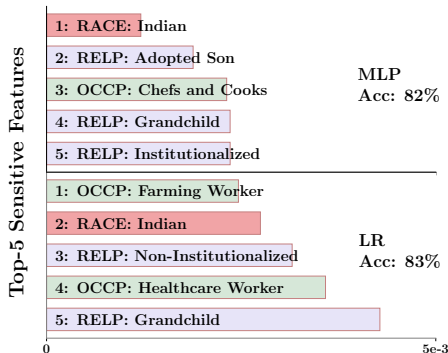 Top-5 Sensitive Features
1: RACE: Indian
2: RELP: Adopted Son
3: OCCP: Chefs and Cooks
4: RELP: Grandchild
5: RELP: Institutionalized
MLP
Acc: 82%
1: OCCP: Farming Worker
2: RACE: Indian
3: RELP: Non-Institutionalized
4: OCCP: Healthcare Worker
5: RELP: Grandchild
LR
Acc: 83%
0
5e-3